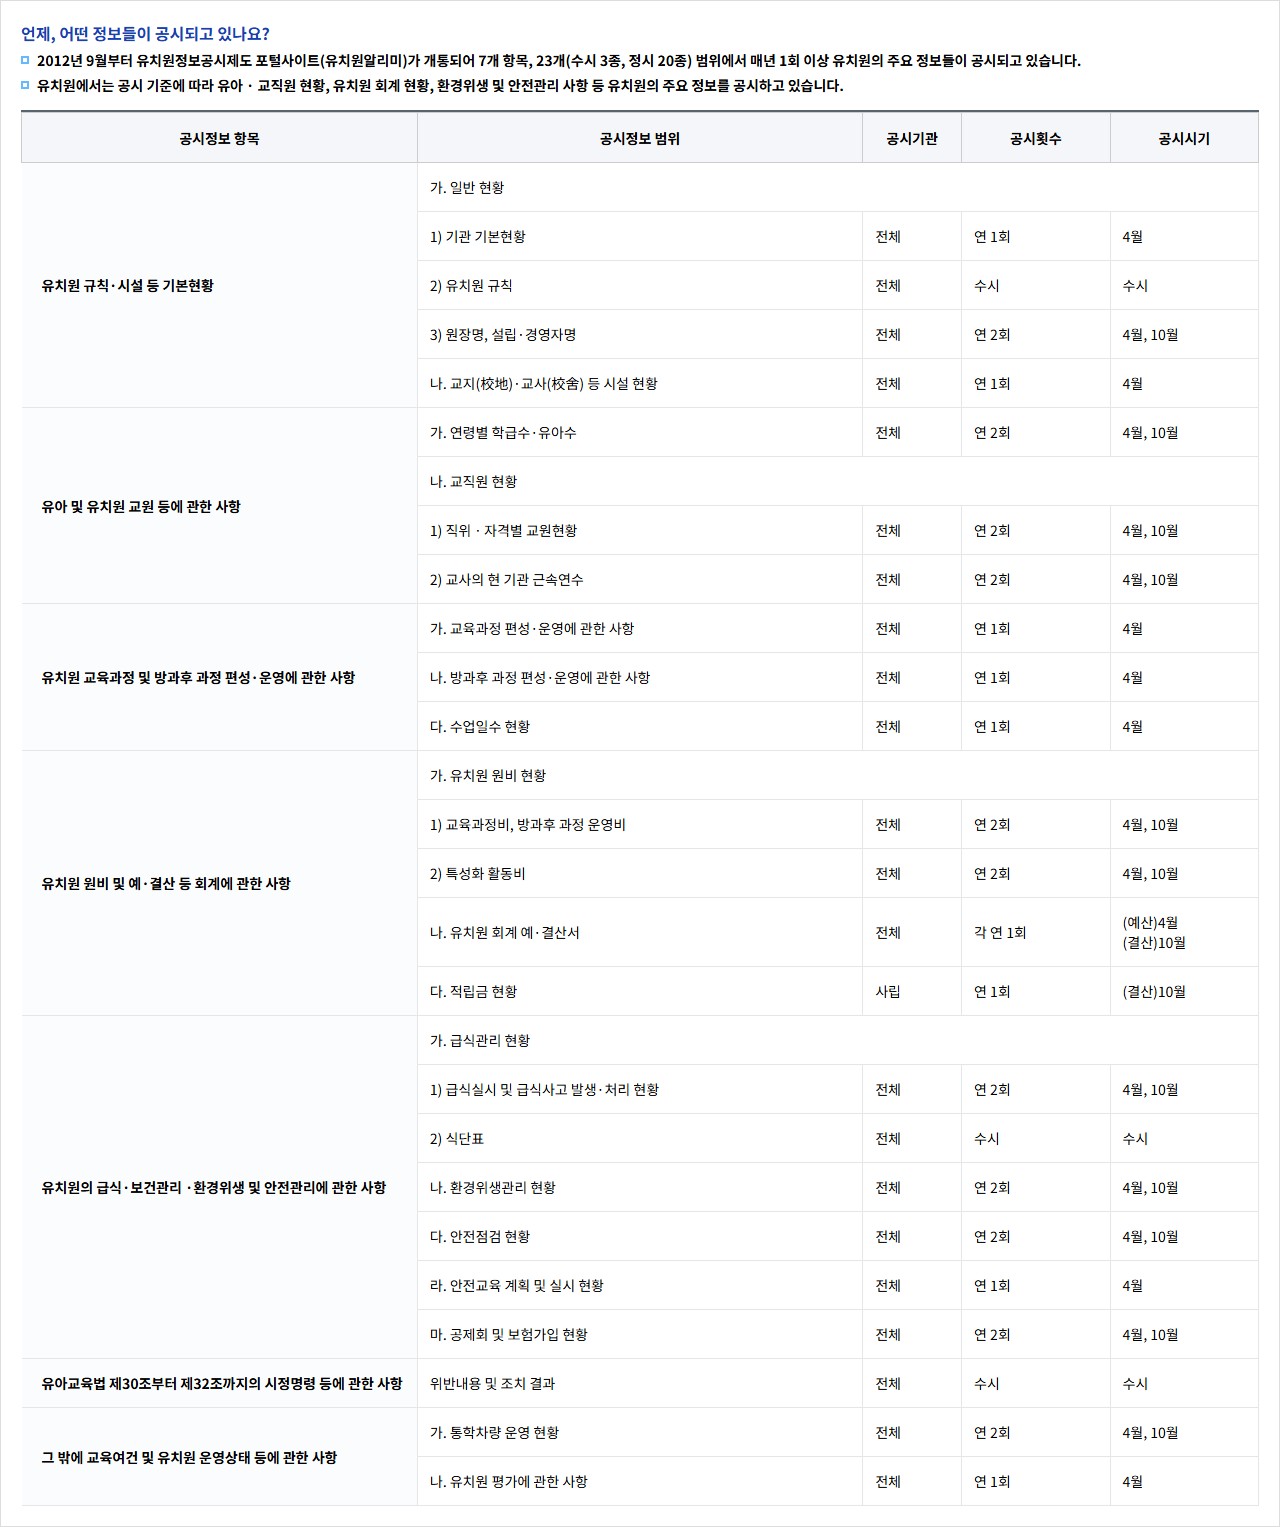 언제, 어떤 정보들이 공시되고 있나요?
2012년 9월부터 유치원정보공시제도 포털사이트(유치원알리미)가 개통되어 7개 항목, 23개(수시 3종, 정시 20종) 범위에서 매년 1회 이상 유치원의 주요 정보들이 공시되고 있습니다.
유치원에서는 공시 기준에 따라 유아 · 교직원 현황, 유치원 회계 현황, 환경위생 및 안전관리 사항 등 유치원의 주요 정보를 공시하고 있습니다.
공시정보 항목 공시정보 범위 공시기관 공시횟수 공시시기
유치원 규칙·시설 등 기본현황
가. 일반 현황
1) 기관 기본현황 전체 연 1회 4월
2) 유치원 규칙 전체 수시 수시
3) 원장명, 설립·경영자명 전체 연 2회 4월, 10월
나. 교지(校地)·교사(校舍) 등 시설 현황 전체 연 1회 4월
유아 및 유치원 교원 등에 관한 사항
가. 연령별 학급수·유아수 전체 연 2회 4월, 10월
나. 교직원 현황
1) 직위 · 자격별 교원현황 전체 연 2회 4월, 10월
2) 교사의 현 기관 근속연수 전체 연 2회 4월, 10월
유치원 교육과정 및 방과후 과정 편성·운영에 관한 사항
가. 교육과정 편성·운영에 관한 사항 전체 연 1회 4월
나. 방과후 과정 편성·운영에 관한 사항 전체 연 1회 4월
다. 수업일수 현황 전체 연 1회 4월
유치원 원비 및 예·결산 등 회계에 관한 사항
가. 유치원 원비 현황
1) 교육과정비, 방과후 과정 운영비 전체 연 2회 4월, 10월
2) 특성화 활동비 전체 연 2회 4월, 10월
나. 유치원 회계 예·결산서 전체 각 연 1회 (예산)4월
(결산)10월
다. 적립금 현황 사립 연 1회 (결산)10월
유치원의 급식·보건관리 ·환경위생 및 안전관리에 관한 사항
가. 급식관리 현황
1) 급식실시 및 급식사고 발생·처리 현황 전체 연 2회 4월, 10월
2) 식단표 전체 수시 수시
나. 환경위생관리 현황 전체 연 2회 4월, 10월
다. 안전점검 현황 전체 연 2회 4월, 10월
라. 안전교육 계획 및 실시 현황 전체 연 1회 4월
마. 공제회 및 보험가입 현황 전체 연 2회 4월, 10월
유아교육법 제30조부터 제32조까지의 시정명령 등에 관한 사항 위반내용 및 조치 결과 전체 수시 수시
그 밖에 교육여건 및 유치원 운영상태 등에 관한 사항
가. 통학차량 운영 현황 전체 연 2회 4월, 10월
나. 유치원 평가에 관한 사항 전체 연 1회 4월